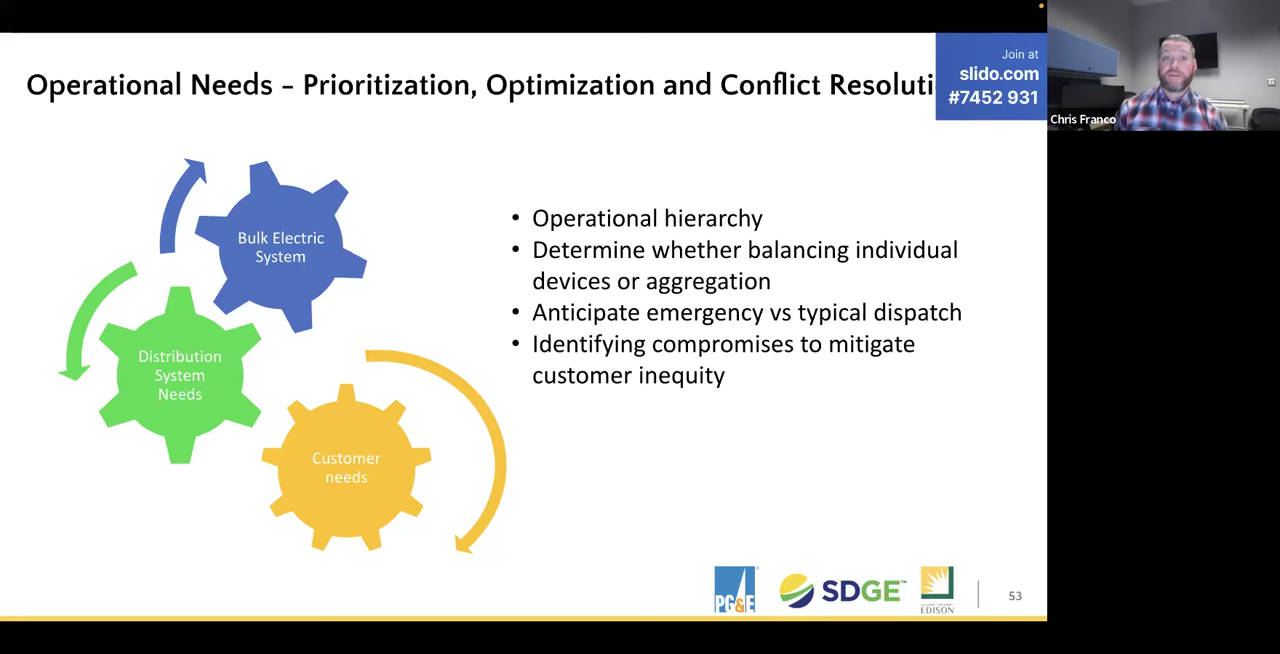 Operational Needs – Prioritization, Optimization and Conflict Resoluti
Join at
slido.com
#7452 931
Chris Franco
Bulk Electric
System
Distribution
System
Needs
Customer
needs
• Operational hierarchy
• Determine whether balancing individual
devices or aggregation
• Anticipate emergency vs typical dispatch
• Identifying compromises to mitigate
customer inequity
PG&E
SDGE™
EDISON
53